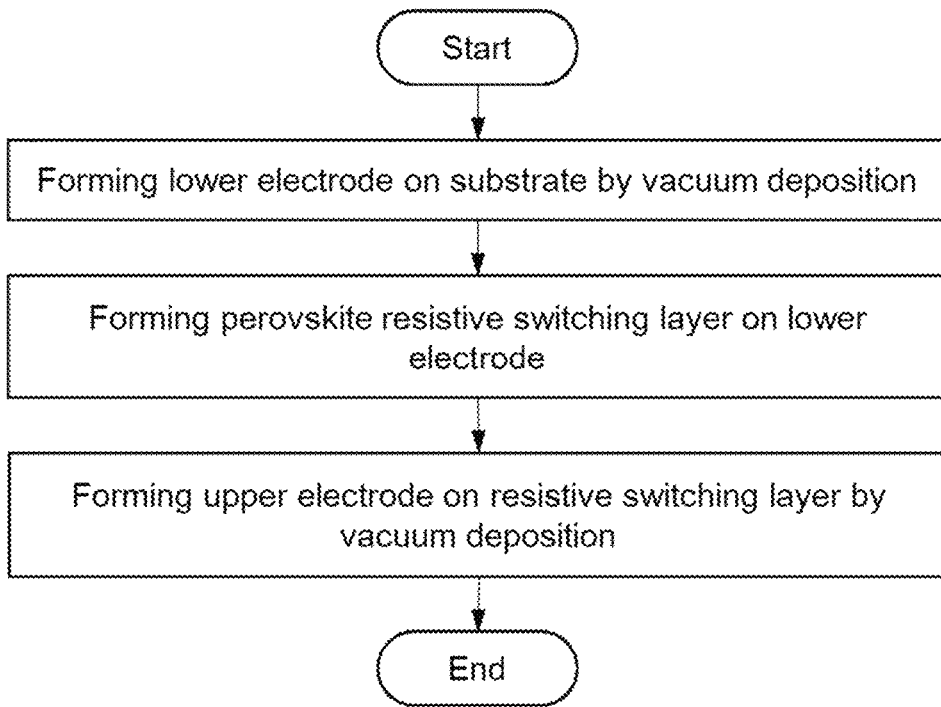 Start
Forming lower electrode on substrate by vacuum deposition
Forming perovskite resistive switching layer on lower
electrode
Forming upper electrode on resistive switching layer by
vacuum deposition
End